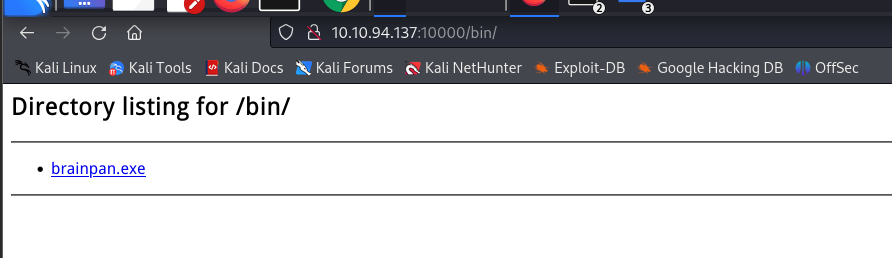 2
3
10.10.94.137:10000/bin/
Kali Linux
Kali Tools
Kali Docs
Kali Forums
Kali NetHunter
Exploit-DB
Google Hacking DB
OffSec
Directory listing for /bin/
brainpan.exe